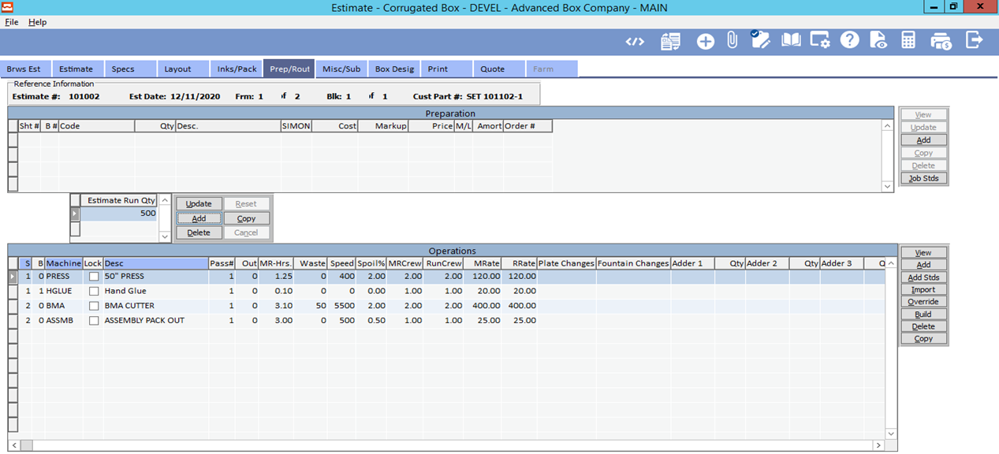 Estimate - Corrugated Box - DEVEL - Advanced Box Company - MAIN
File Help
Brws Est Estimate Specs Layout Inks/Pack Prep/Rout Misc/Sub Box Desig Print Quote Farm
Reference Information
Estimate #: 101002 Est Date: 12/11/2020 Frm: 1 of 2 Blk: 1 of 1 Cust Part #: SET 101102-1
Preparation
Sht # B # Code Qty Desc. SIMON Cost Markup Price M/L Amort Order #
View
Update
Add
Copy
Delete
Job Stds
Estimate Run Qty
500
Update Reset
Add Copy
Delete Cancel
Operations
S B Machine Lock Desc Pass# Out MR-Hrs. Waste Speed Spoil% MRCrew RunCrew MRate RRate Plate Changes Fountain Changes Adder 1 Qty Adder 2 Qty Adder 3 Q
1 0 PRESS 50" PRESS 1 0 1.25 0 400 2.00 2.00 2.00 120.00 120.00
1 1 HGLUE Hand Glue 1 0 0.10 0 0 0.00 1.00 1.00 20.00 20.00
2 0 BMA BMA CUTTER 1 0 3.10 50 5500 2.00 2.00 2.00 400.00 400.00
2 0 ASSMB ASSEMBLY PACK OUT 1 0 3.00 0 500 0.50 1.00 1.00 25.00 25.00
View
Add
Add Stds
Import
Override
Build
Delete
Copy